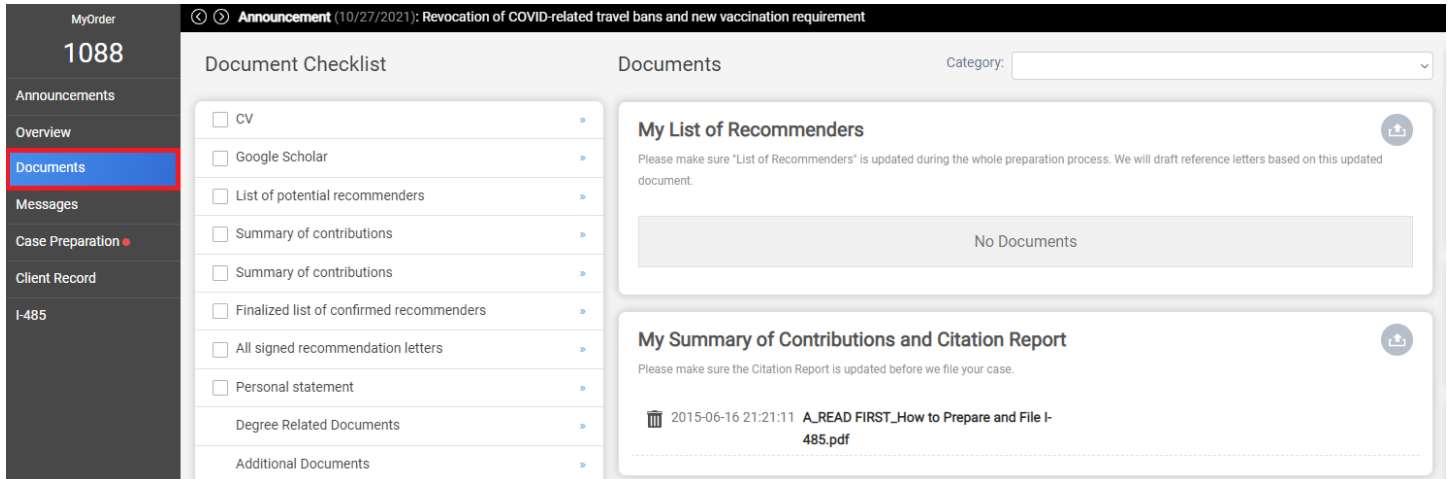 MyOrder
1088
Announcements
Overview
Documents
Messages
Case Preparation
Client Record
I-485
Announcement (10/27/2021): Revocation of COVID-related travel bans and new vaccination requirement
Document Checklist
CV »
Google Scholar »
List of potential recommenders »
Summary of contributions »
Summary of contributions »
Finalized list of confirmed recommenders »
All signed recommendation letters »
Personal statement »
Degree Related Documents »
Additional Documents »
Documents
Category:
My List of Recommenders
Please make sure "List of Recommenders" is updated during the whole preparation process. We will draft reference letters based on this updated
document.
No Documents
My Summary of Contributions and Citation Report
Please make sure the Citation Report is updated before we file your case.
2015-06-16 21:21:11 A_READ FIRST_How to Prepare and File I-
485.pdf